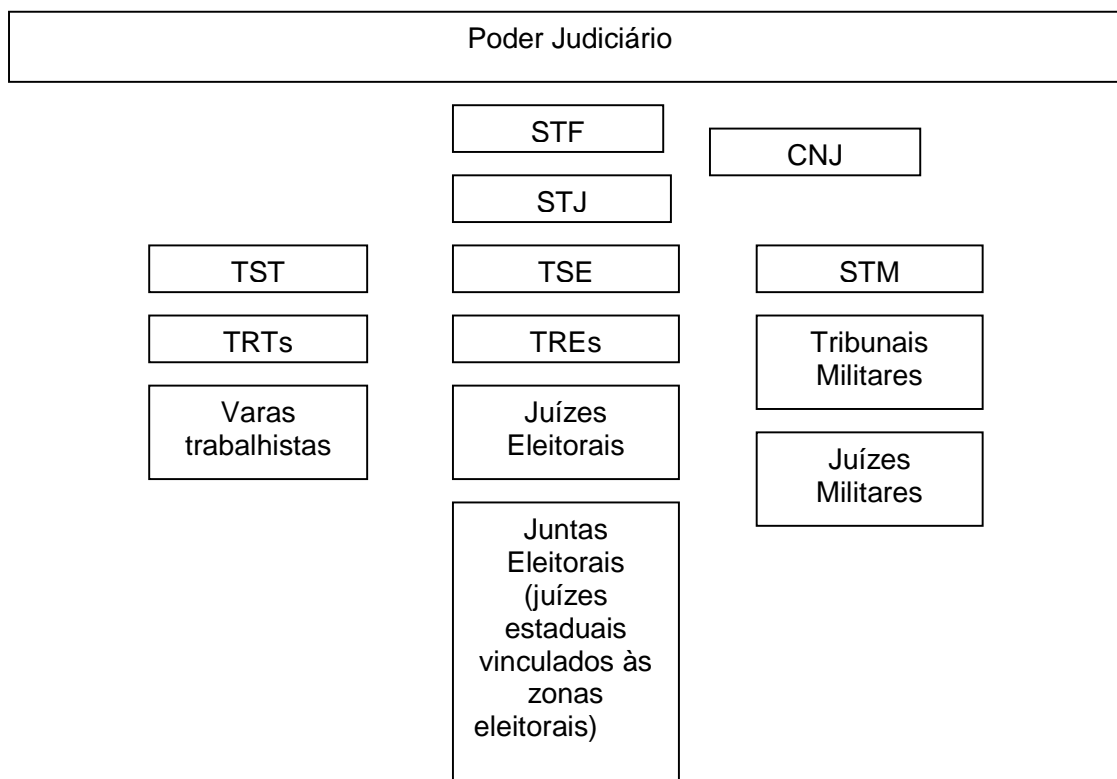 Poder Judiciário
STF
CNJ
STJ
TST
TSE
STM
TRTs
TREs
Tribunais
Militares
Varas
trabalhistas
Juízes
Eleitorais
Juízes
Militares
Juntas
Eleitorais
(juízes
estaduais
vinculados às
zonas
eleitorais)